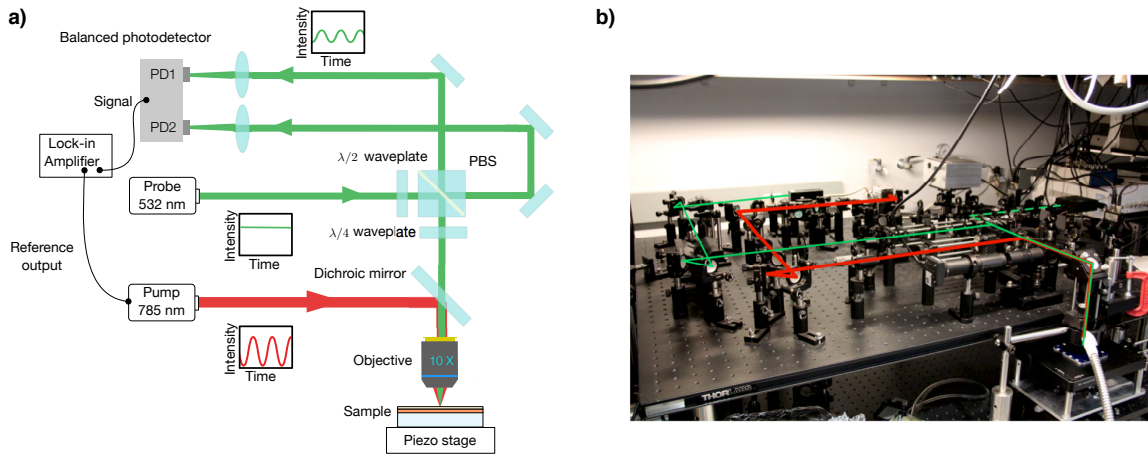 a)
Balanced photodetector
Intensity
Time
PD1
Signal
PD2
Lock-in
Amplifier
λ/2 waveplate
PBS
Probe
532 nm
Intensity
Time
λ/4 waveplate
Reference
output
Dichroic mirror
Pump
785 nm
Intensity
Time
Objective
10 X
Sample
Piezo stage
b)
THORLABS